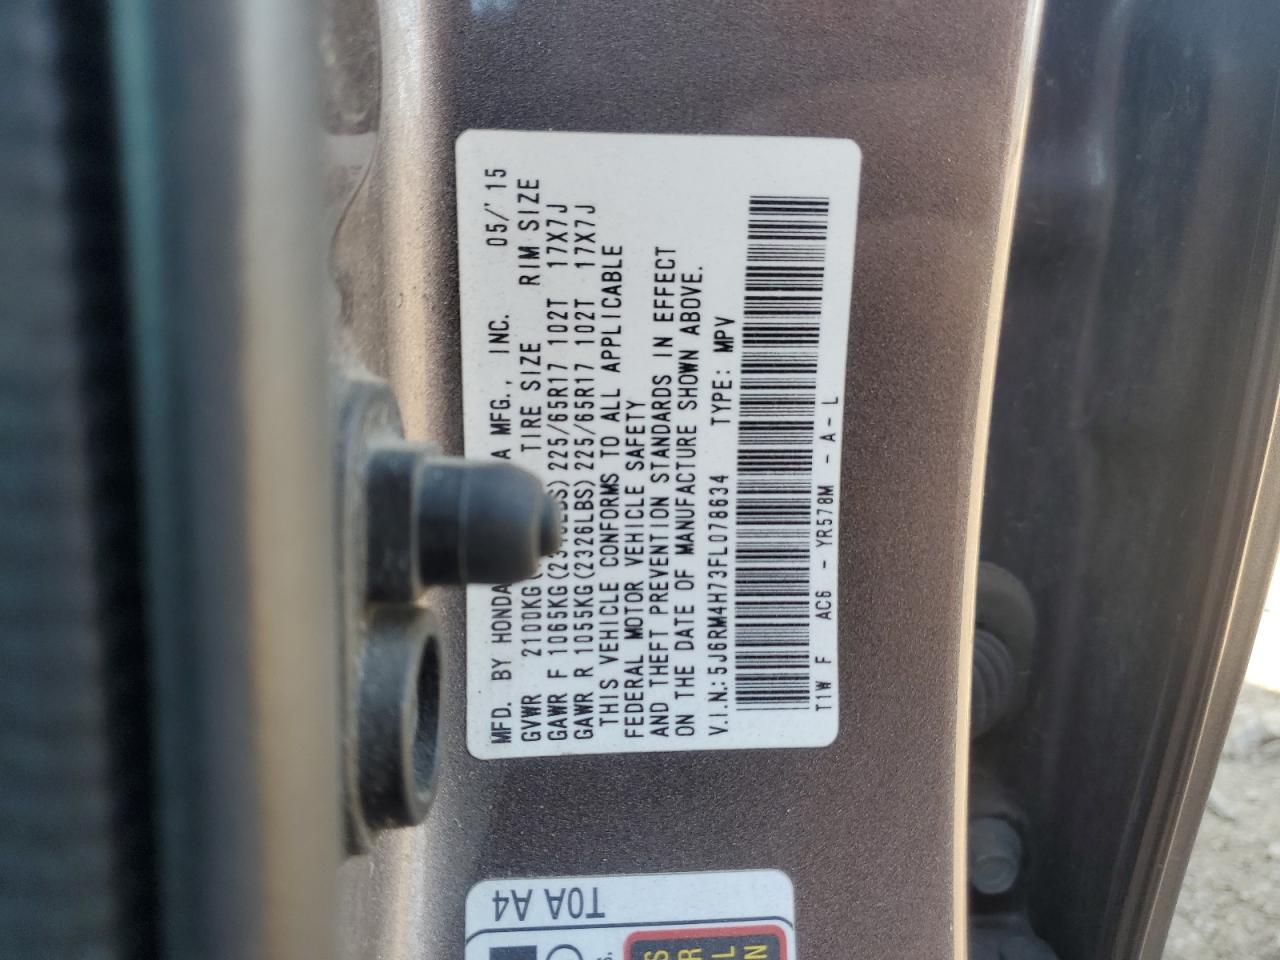 MFD. BY HONDA A MFG., INC. 05/'15
GVWR 2100KG( TIRE SIZE RIM SIZE
GAWR F 1065KG(23 LBS) 225/65R17 102T 17X7J
GAWR R 1055KG(2326LBS) 225/65R17 102T 17X7J
THIS VEHICLE CONFORMS TO ALL APPLICABLE
FEDERAL MOTOR VEHICLE SAFETY
AND THEFT PREVENTION STANDARDS IN EFFECT
ON THE DATE OF MANUFACTURE SHOWN ABOVE.
V.I.N.: 5J6RM4H73FL078634 TYPE: MPV
T1W F AC6 - YR578M - A - L
T0A A4